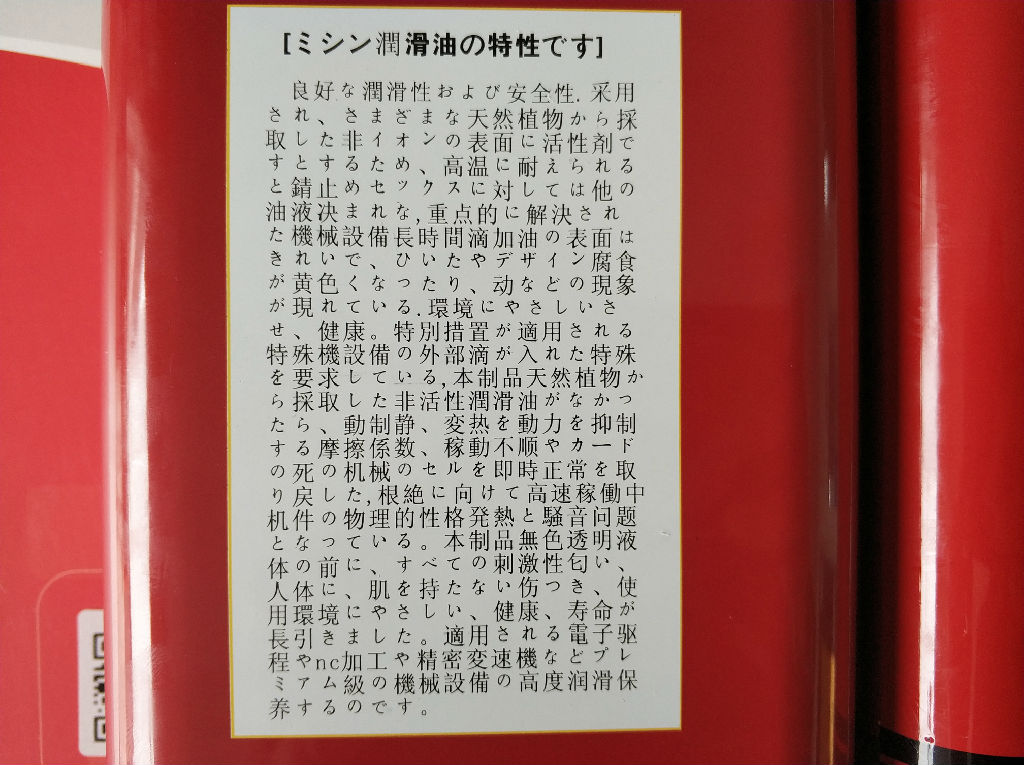 [ミシン潤滑油の特性です]
良好な潤滑性および安全性.采用
され、さまざまな天然植物から採
取した非イオンの表面に活性剤で
すとするため、高温に耐えられる
と錆止めセックスに対しては他の
油液決まれな,重点的に解決され
た機械設備長時間滴加油の表面は
きれいで、ひいたやデザイン腐食
が黄色くなったり、动などの現象
が現れている.環境にやさしいさ
せ、健康。特別措置が適用される
特殊機設備の外部滴が入れた特殊
を要求している,本制品天然植物か
ら採取した非活性潤滑油がなかっ
たら、動制静、変热を動力を抑制
する摩擦係数、稼動不順やカード
の死の机械のセルを即時正常を取
り戻した,根絶に向けて高速稼働中
机件の物理的性格発熱と騒音问题
となっている。本制品無色透明液
体の前に、すべての刺激性匂い、
人体に、肌を持たない伤つき、使
用環境にやさしい、健康、寿命が
長引きました。適用される電子駆
程やnc加工や精密変速機などプレ
ミアム級の機械設備の高度润滑保
养するのです。